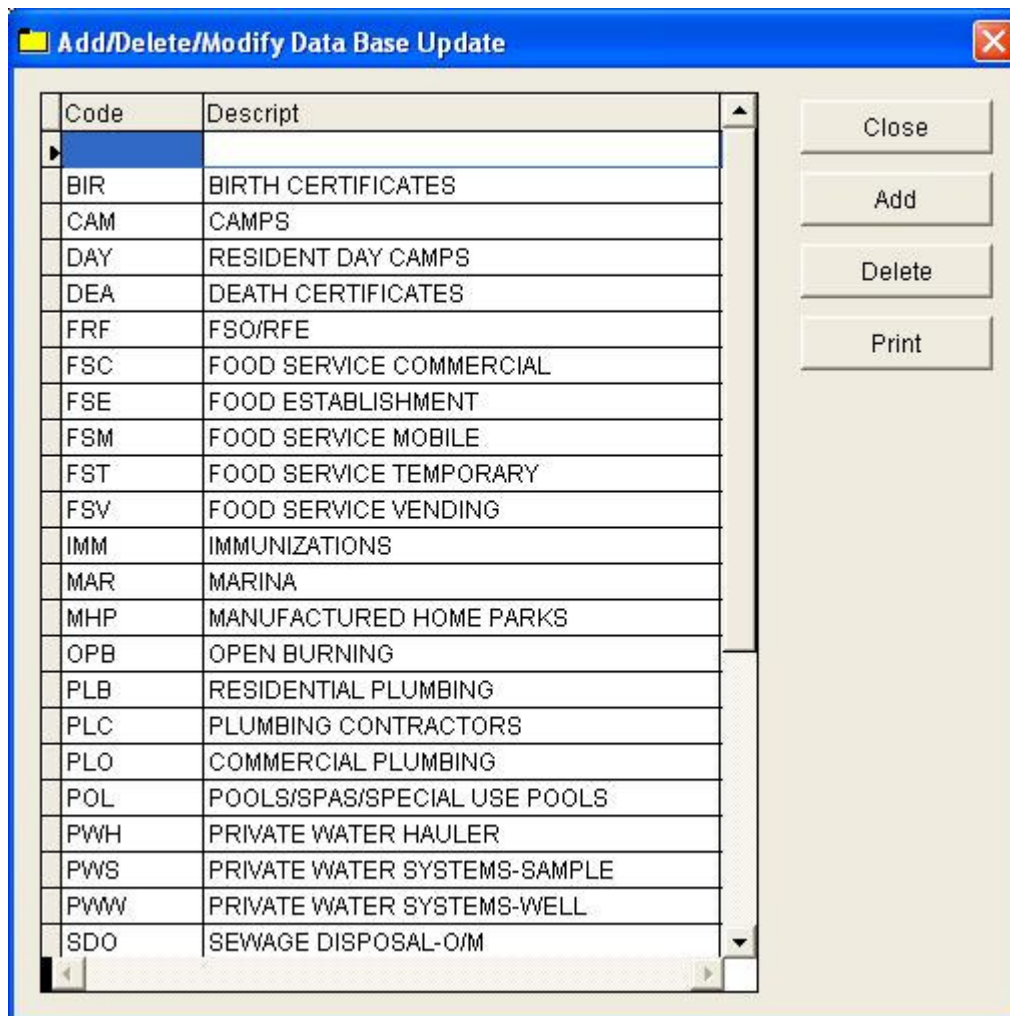 Add/Delete/Modify Data Base Update
Code Descript
BIR BIRTH CERTIFICATES
CAM CAMPS
DAY RESIDENT DAY CAMPS
DEA DEATH CERTIFICATES
FRF FSO/RFE
FSC FOOD SERVICE COMMERCIAL
FSE FOOD ESTABLISHMENT
FSM FOOD SERVICE MOBILE
FST FOOD SERVICE TEMPORARY
FSV FOOD SERVICE VENDING
IMM IMMUNIZATIONS
MAR MARINA
MHP MANUFACTURED HOME PARKS
OPB OPEN BURNING
PLB RESIDENTIAL PLUMBING
PLC PLUMBING CONTRACTORS
PLO COMMERCIAL PLUMBING
POL POOLS/SPAS/SPECIAL USE POOLS
PWH PRIVATE WATER HAULER
PWS PRIVATE WATER SYSTEMS-SAMPLE
PWW PRIVATE WATER SYSTEMS-WELL
SDO SEWAGE DISPOSAL-O/M
Close
Add
Delete
Print